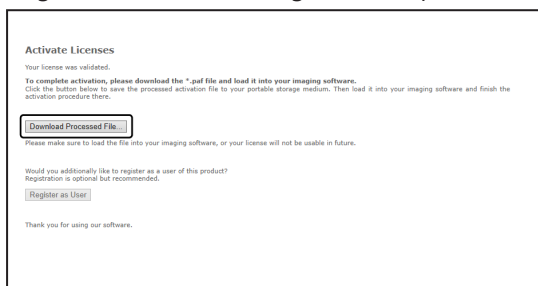 Activate Licenses
Your license was validated.
To complete activation, please download the *.paf file and load it into your imaging software.
Click the button below to save the processed activation file to your portable storage medium. Then load it into your imaging software and finish the
activation procedure there.
Download Processed File...
Please make sure to load the file into your imaging software, or your license will not be usable in future.
Would you additionally like to register as a user of this product?
Registration is optional but recommended.
Register as User
Thank you for using our software.